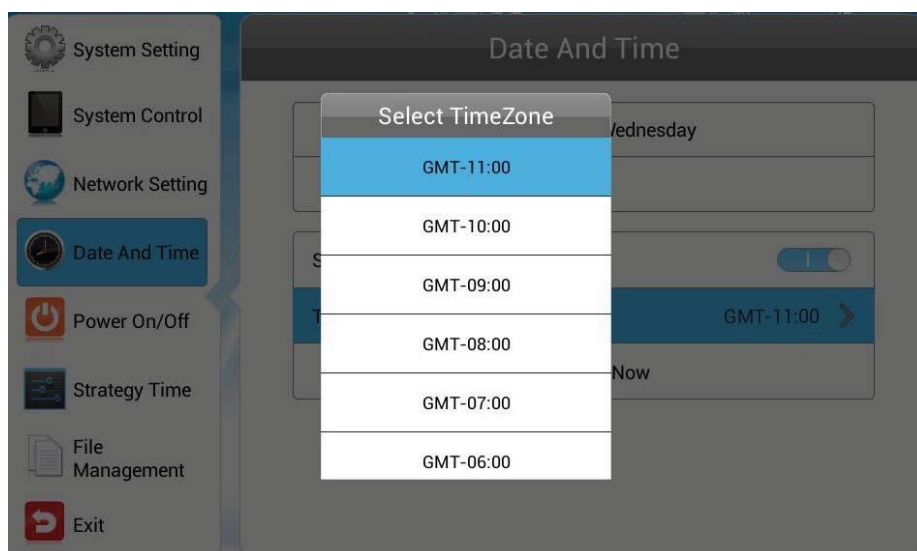 System Setting
System Control
Network Setting
Date And Time
Power On/Off
Strategy Time
File
Management
Exit
Date And Time
Select TimeZone
GMT-11:00
GMT-10:00
GMT-09:00
GMT-08:00
GMT-07:00
GMT-06:00
GMT-11:00
Now